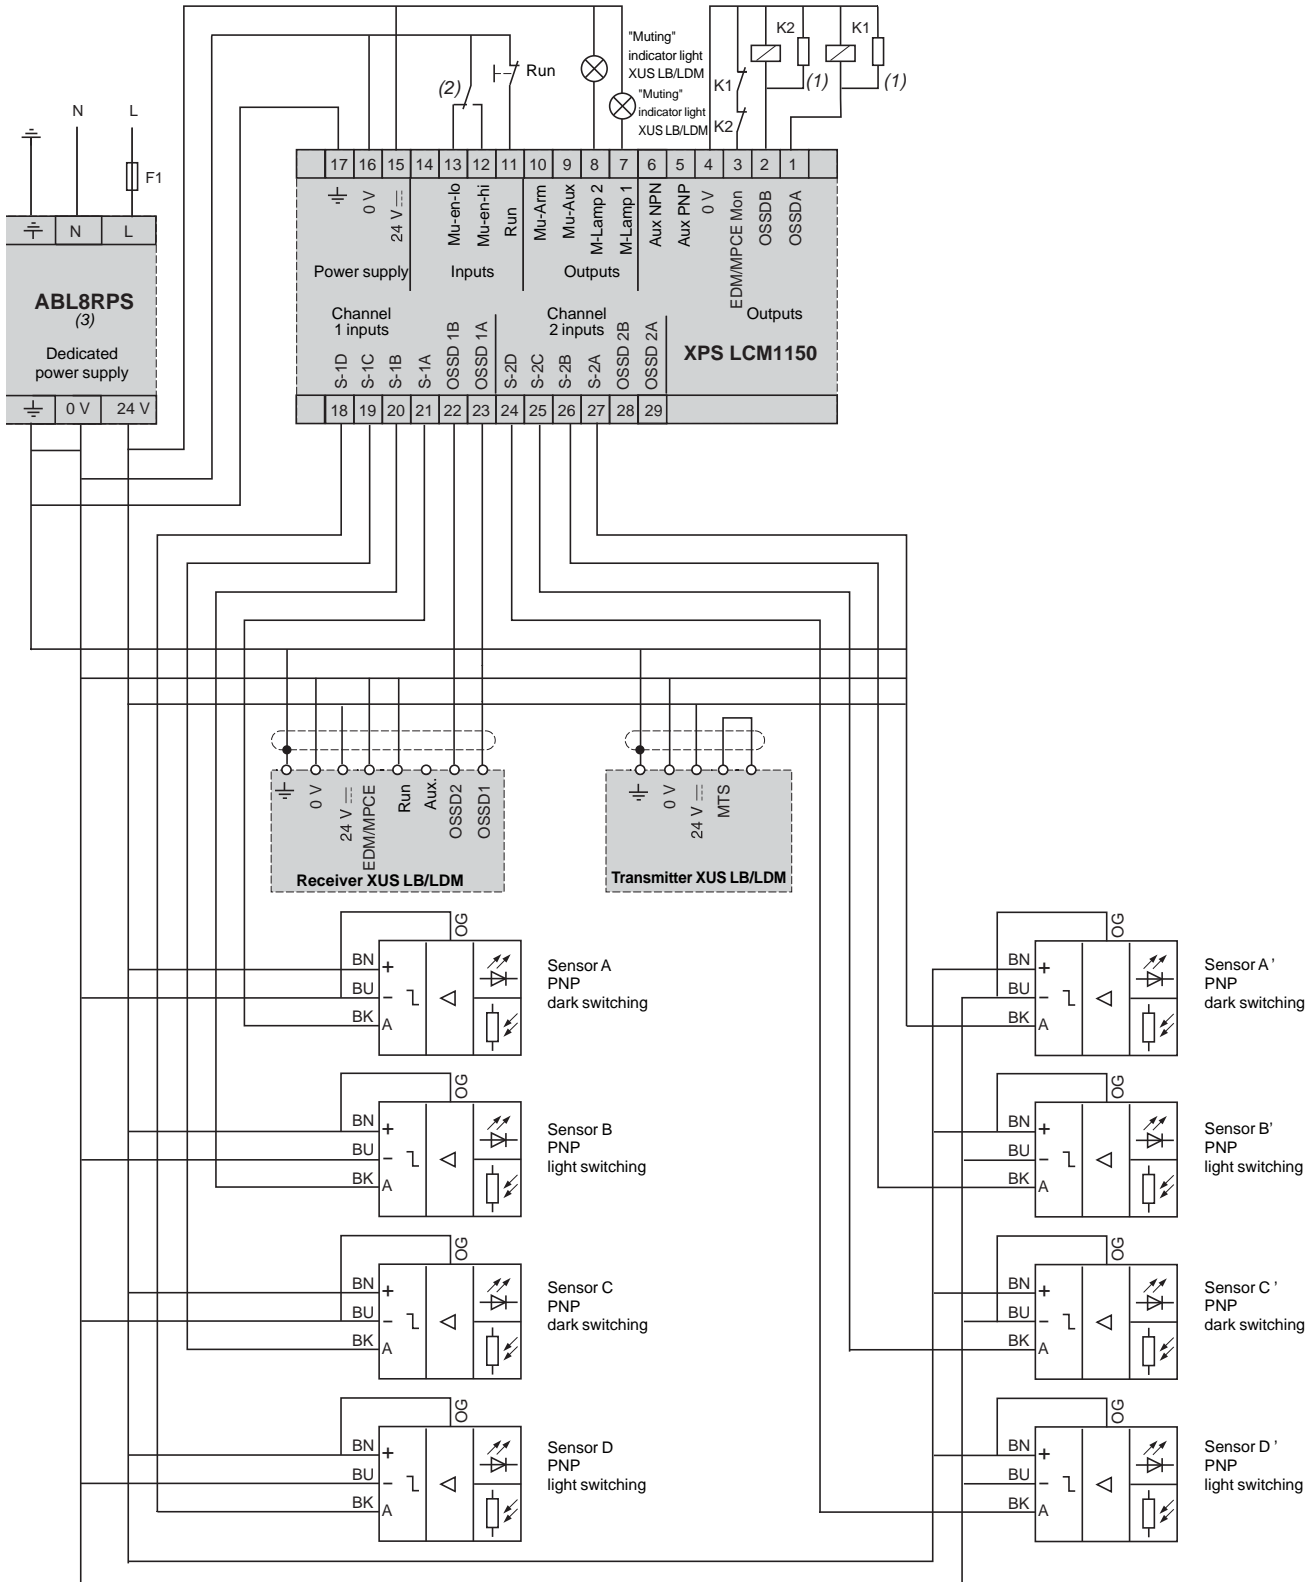 "Muting"
indicator light
XUS LB/LDM
"Muting"
indicator light
XUS LB/LDM
K2
K1
(1)
(1)
K1
K2
Run
(2)
N
L
F1
17 16 15 14 13 12 11 10 9 8 7 6 5 4 3 2 1
0 V
24 V
Mu-en-lo
Mu-en-hi
Run
Mu-Arm
Mu-Aux
M-Lamp 2
M-Lamp 1
Aux NPN
Aux PNP
0 V
EDM/MPCE Mon
OSSDB
OSSDA
Power supply
Inputs
Outputs
Outputs
Channel
1 inputs
Channel
2 inputs
XPS LCM1150
S-1D
S-1C
S-1B
S-1A
OSSD 1B
OSSD 1A
S-2D
S-2C
S-2B
S-2A
OSSD 2B
OSSD 2A
18 19 20 21 22 23 24 25 26 27 28 29
N L
ABL8RPS
(3)
Dedicated
power supply
0 V 24 V
0 V
24 V
EDM/MPCE
Run
Aux.
OSSD2
OSSD1
Receiver XUS LB/LDM
0 V
24 V
MTS
Transmitter XUS LB/LDM
OG
BN +
BU −
BK A
Sensor A
PNP
dark switching
OG
BN +
BU −
BK A
Sensor A '
PNP
dark switching
OG
BN +
BU −
BK A
Sensor B
PNP
light switching
OG
BN +
BU −
BK A
Sensor B'
PNP
light switching
OG
BN +
BU −
BK A
Sensor C
PNP
dark switching
OG
BN +
BU −
BK A
Sensor C '
PNP
dark switching
OG
BN +
BU −
BK A
Sensor D
PNP
light switching
OG
BN +
BU −
BK A
Sensor D '
PNP
light switching